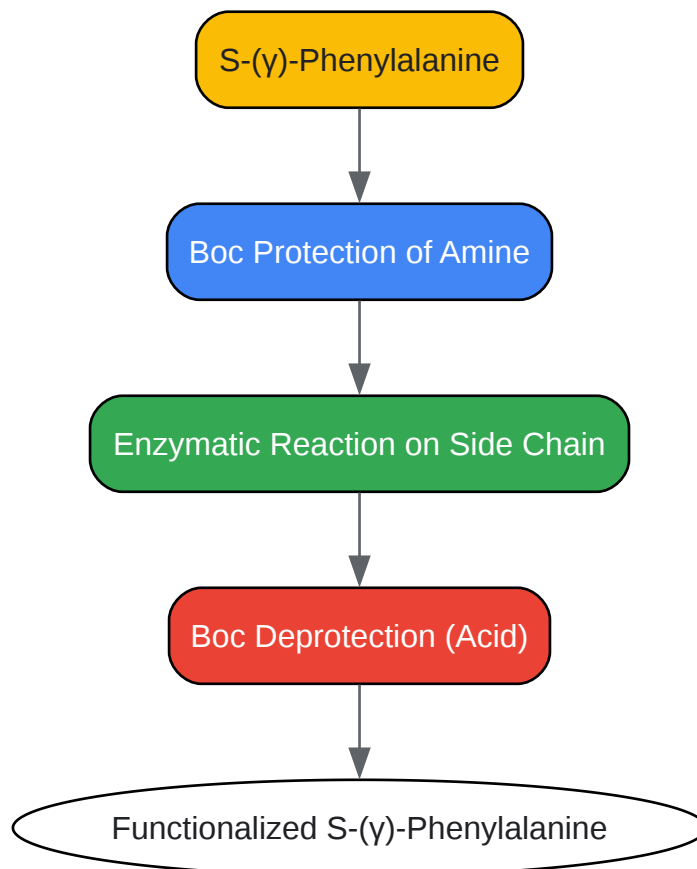 S-(γ)-Phenylalanine
Boc Protection of Amine
Enzymatic Reaction on Side Chain
Boc Deprotection (Acid)
Functionalized S-(γ)-Phenylalanine